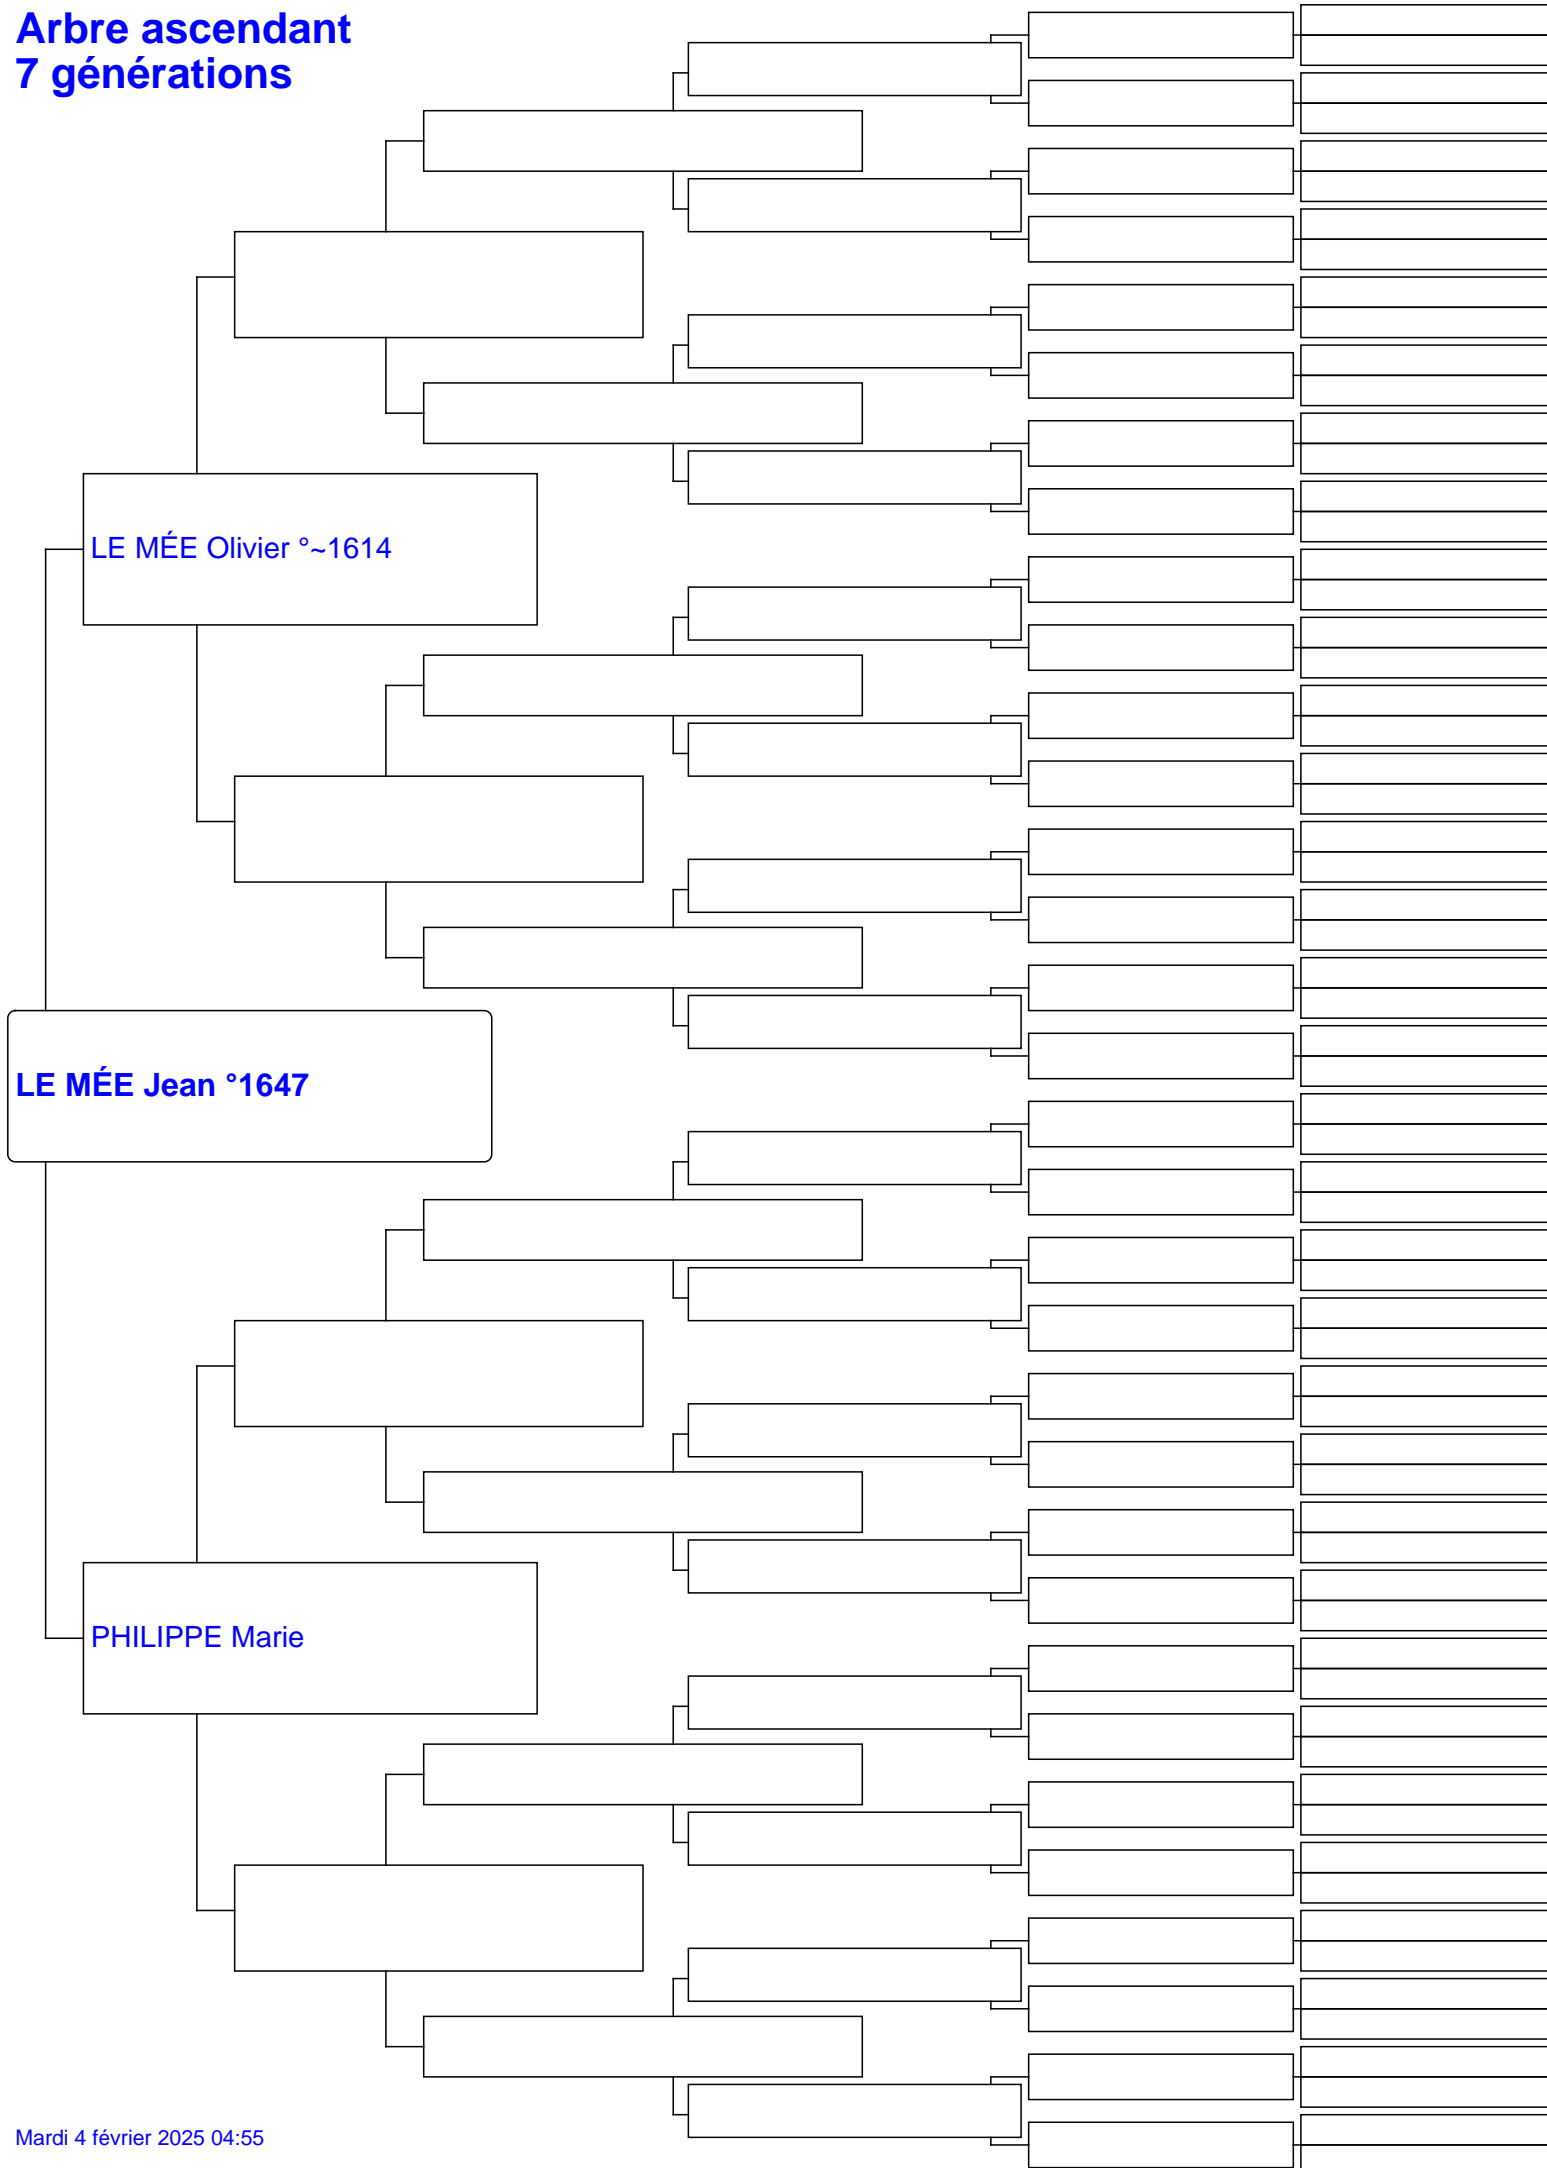 Arbre ascendant
7 générations
LE MÉE Olivier °~1614
LE MÉE Jean °1647
PHILIPPE Marie
Mardi 4 février 2025 04:55